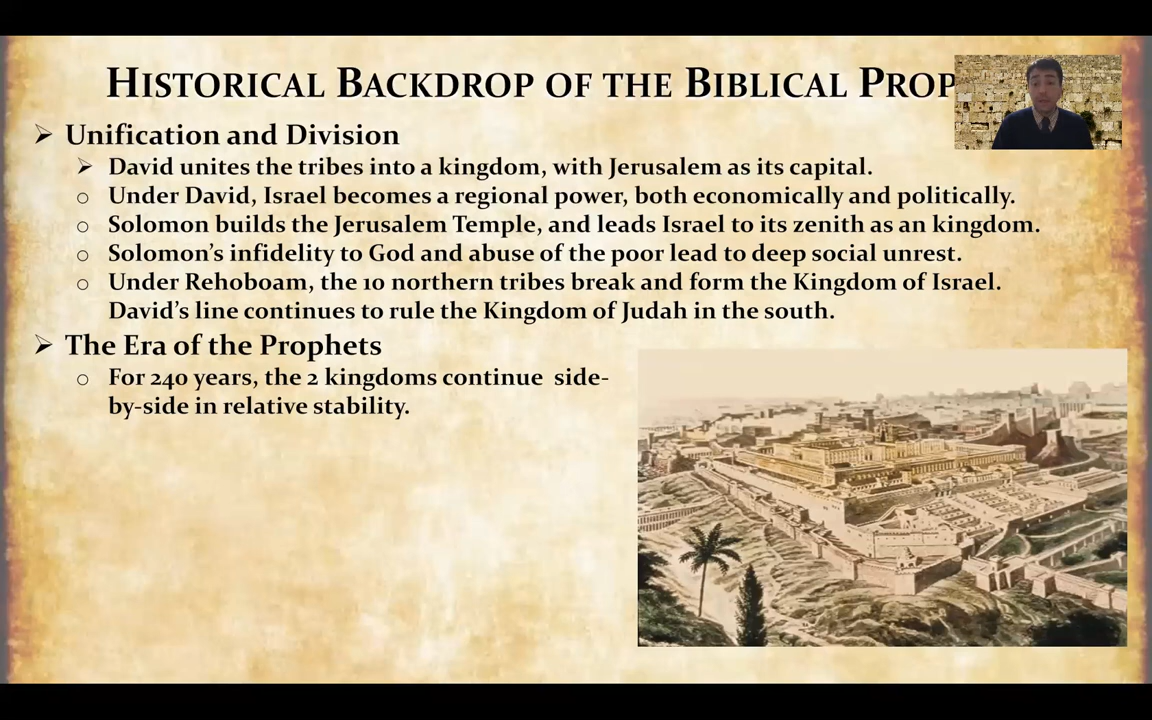 HISTORICAL BACKDROP OF THE BIBLICAL PROP
➢ Unification and Division
➢ David unites the tribes into a kingdom, with Jerusalem as its capital.
○ Under David, Israel becomes a regional power, both economically and politically.
○ Solomon builds the Jerusalem Temple, and leads Israel to its zenith as an kingdom.
○ Solomon’s infidelity to God and abuse of the poor lead to deep social unrest.
○ Under Rehoboam, the 10 northern tribes break and form the Kingdom of Israel.
David’s line continues to rule the Kingdom of Judah in the south.
➢ The Era of the Prophets
○ For 240 years, the 2 kingdoms continue side-
by-side in relative stability.